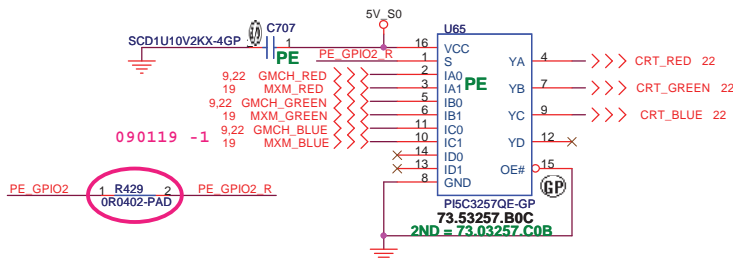 5V_S0
U65
C707
SCD1U10V2KX-4GP
GP
1
PE
PE_GPIO2_R
16 VCC
1 S
YA 4 CRT_RED 22
9,22 GMCH_RED 2 IA0
19 MXM_RED 3 IA1
PE
YB 7 CRT_GREEN 22
9,22 GMCH_GREEN 5 IB0
19 MXM_GREEN 6 IB1
YC 9 CRT_BLUE 22
9,22 GMCH_BLUE 11 IC0
19 MXM_BLUE 10 IC1
YD 12
090119 -1
14 ID0
13 ID1
OE# 15
8 GND
GP
PE_GPIO2 1 R429 2 PE_GPIO2_R
0R0402-PAD
PI5C3257QE-GP
73.53257.B0C
2ND = 73.03257.C0B